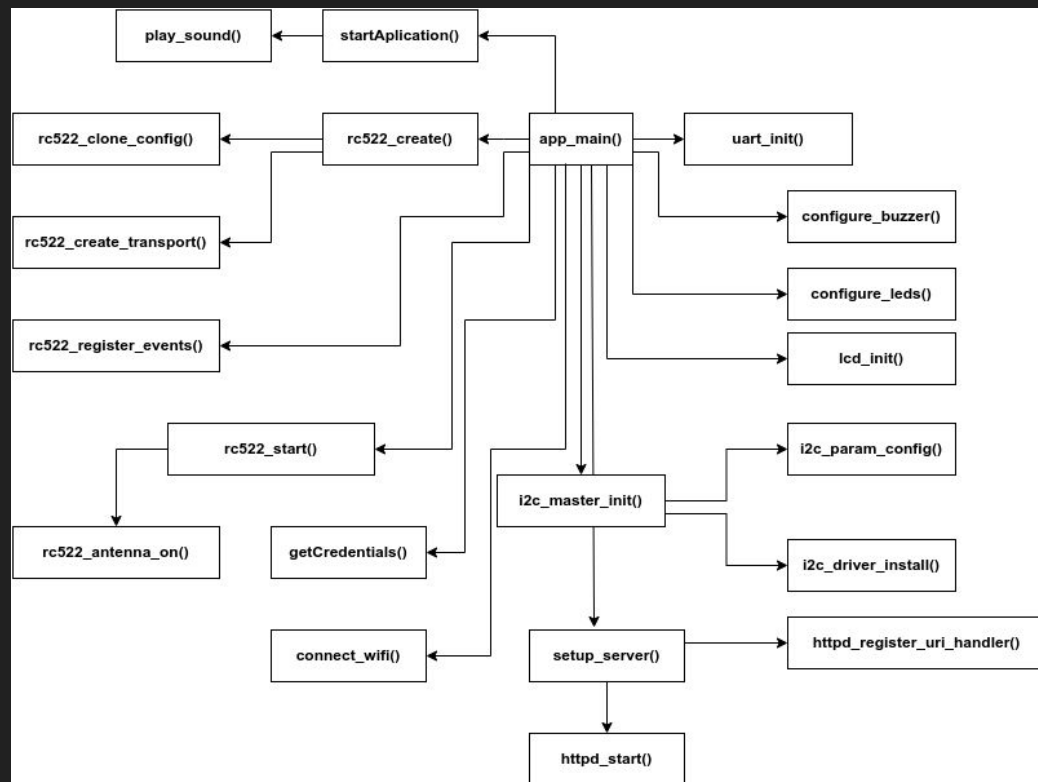 play_sound()
startAplication()
rc522_clone_config()
rc522_create()
app_main()
uart_init()
configure_buzzer()
rc522_create_transport()
configure_leds()
rc522_register_events()
lcd_init()
rc522_start()
i2c_param_config()
i2c_master_init()
rc522_antenna_on()
getCredentials()
i2c_driver_install()
connect_wifi()
setup_server()
httpd_register_uri_handler()
httpd_start()